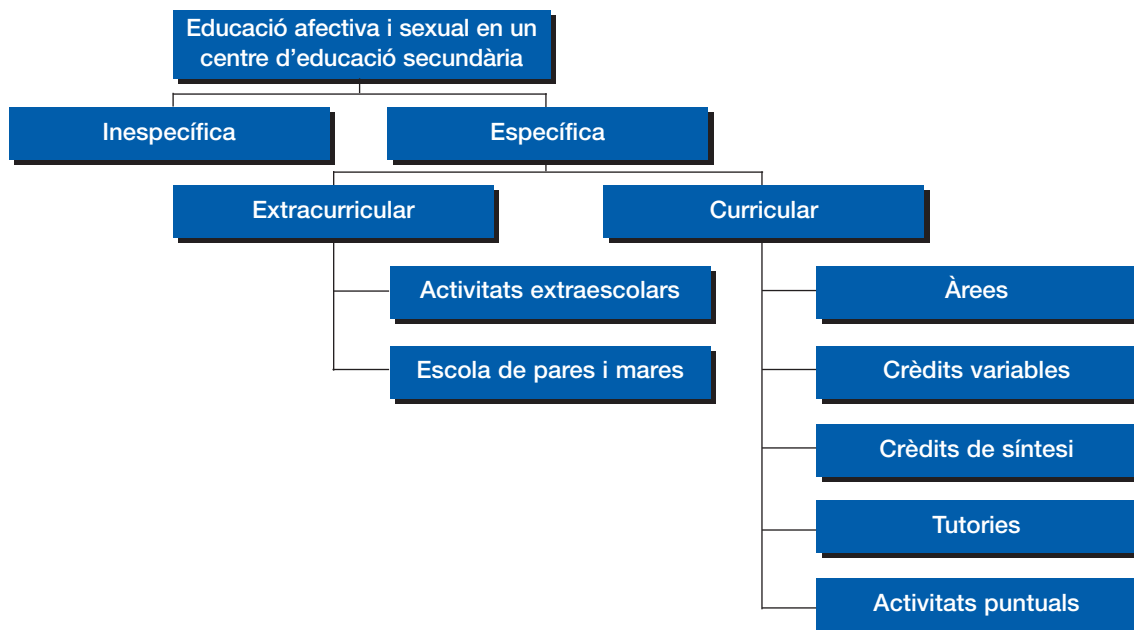 Educació afectiva i sexual en un
centre d’educació secundària
Inespecífica
Específica
Extracurricular
Curricular
Activitats extraescolars
Escola de pares i mares
Àrees
Crèdits variables
Crèdits de síntesi
Tutories
Activitats puntuals